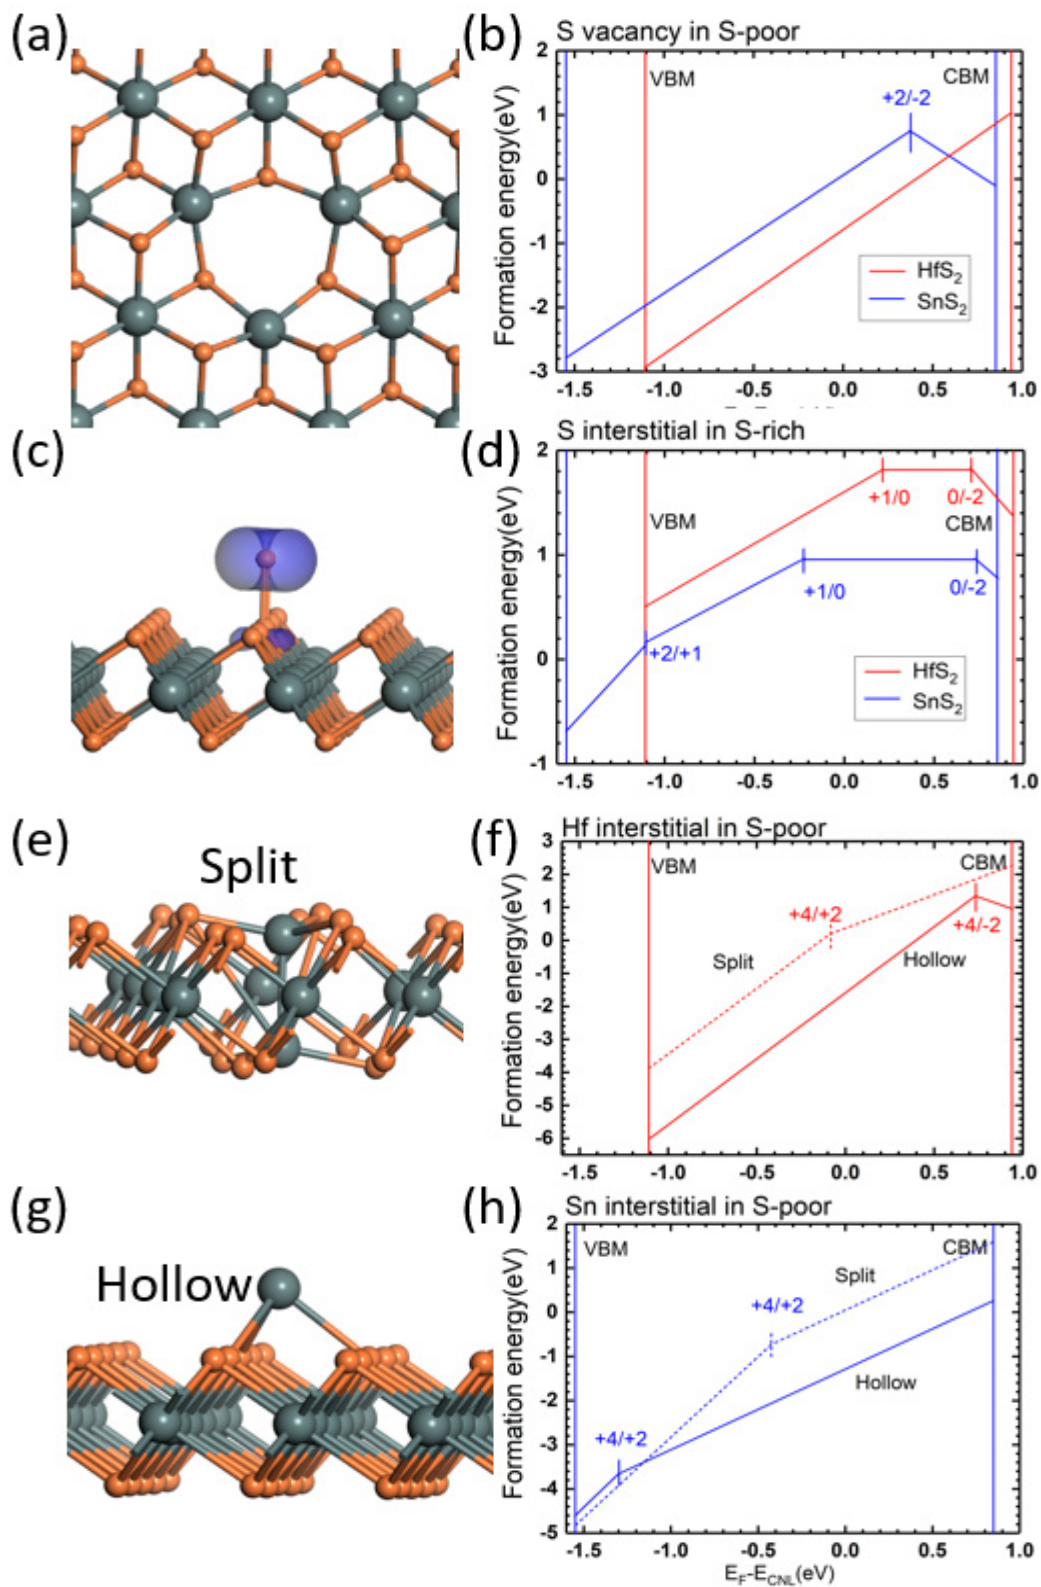 (a)
(b)
S vacancy in S-poor
Formation energy(eV)
2
1
0
-1
-2
-3
VBM
CBM
+2/-2
HfS2
SnS2
-1.5 -1.0 -0.5 0.0 0.5 1.0
(c)
(d)
S interstitial in S-rich
Formation energy(eV)
2
1
0
-1
VBM
CBM
+1/0
0/-2
+1/0
0/-2
+2/+1
HfS2
SnS2
-1.5 -1.0 -0.5 0.0 0.5 1.0
(e)
Split
(f)
Hf interstitial in S-poor
Formation energy(eV)
3
2
1
0
-1
-2
-3
-4
-5
-6
VBM
CBM
+4/+2
+4/-2
Split
Hollow
-1.5 -1.0 -0.5 0.0 0.5 1.0
(g)
Hollow
(h)
Sn interstitial in S-poor
Formation energy(eV)
2
1
0
-1
-2
-3
-4
-5
VBM
CBM
Split
+4/+2
Hollow
+4/+2
-1.5 -1.0 -0.5 0.0 0.5 1.0
EF-ECNL(eV)